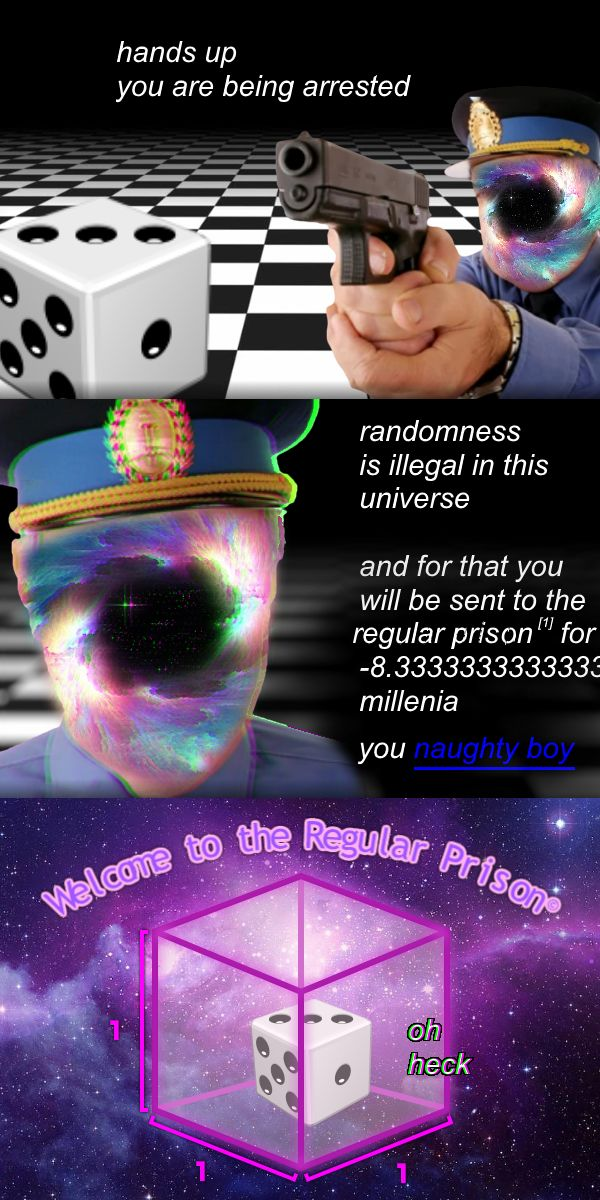 hands up
you are being arrested
randomness
is illegal in this
universe
and for that you
will be sent to the
regular prison [1] for
-8.3333333333333
millenia
you naughty boy
Welcome to the Regular Prison©
1
oh
heck
1
1